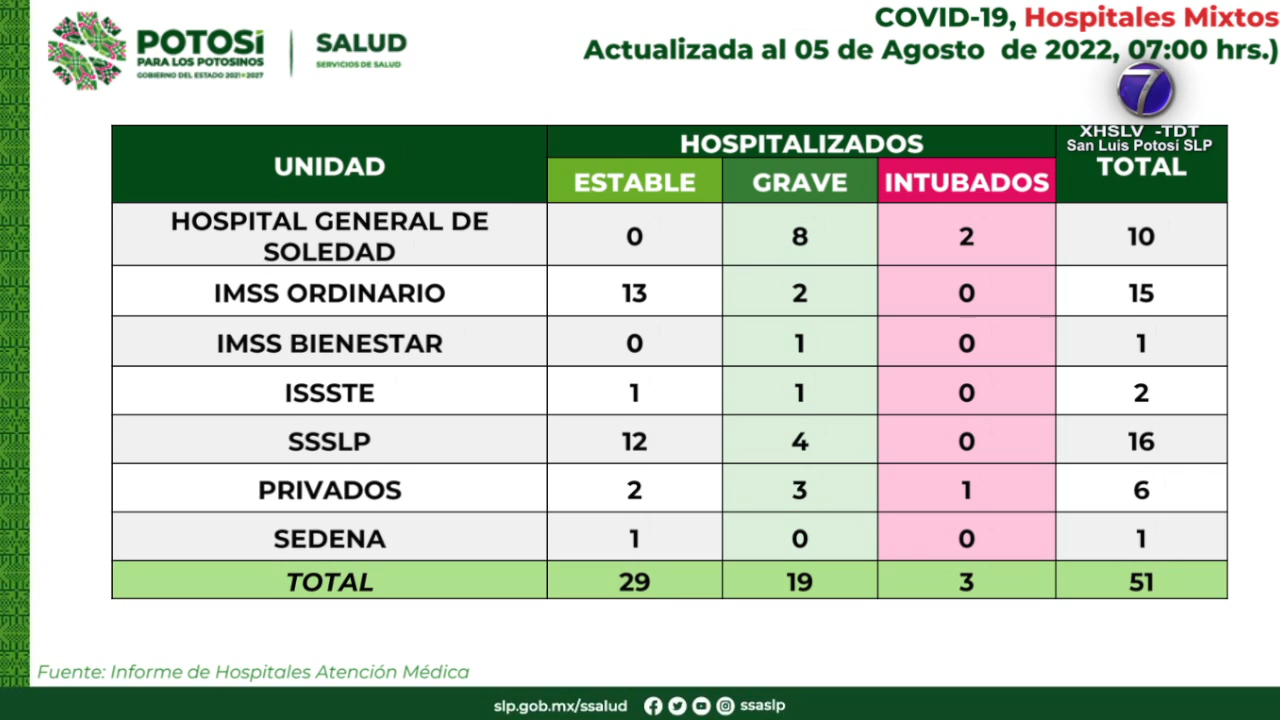 COVID-19, Hospitales Mixtos
Actualizada al 05 de Agosto de 2022, 07:00 hrs.)
POTOSÍ
PARA LOS POTOSINOS
GOBIERNO DEL ESTADO 2021-2027
SALUD
SERVICIOS DE SALUD
7
XHSLV -TDT
San Luis Potosí SLP
UNIDAD HOSPITALIZADOS TOTAL
ESTABLE GRAVE INTUBADOS
HOSPITAL GENERAL DE
SOLEDAD 0 8 2 10
IMSS ORDINARIO 13 2 0 15
IMSS BIENESTAR 0 1 0 1
ISSSTE 1 1 0 2
SSSLP 12 4 0 16
PRIVADOS 2 3 1 6
SEDENA 1 0 0 1
TOTAL 29 19 3 51
Fuente: Informe de Hospitales Atención Médica
slp.gob.mx/ssalud ssaslp